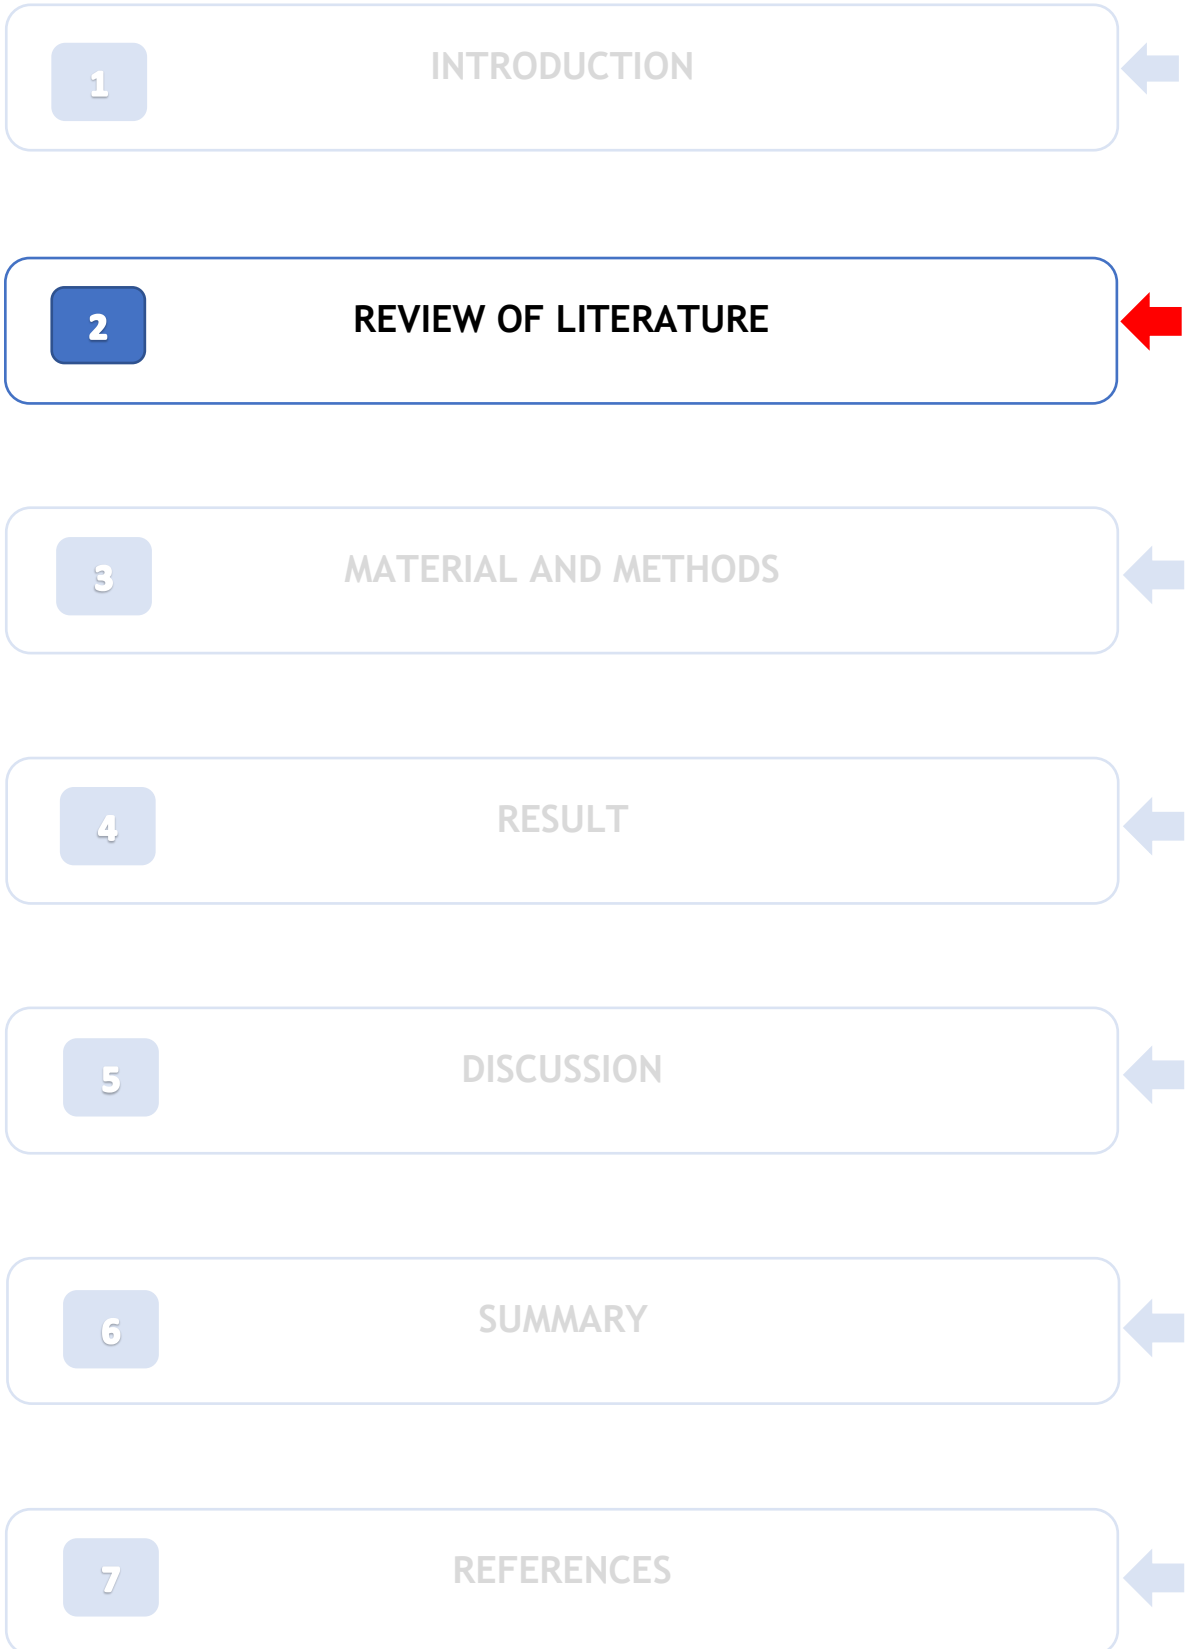 1
INTRODUCTION
2
REVIEW OF LITERATURE
3
MATERIAL AND METHODS
4
RESULT
5
DISCUSSION
6
SUMMARY
7
REFERENCES